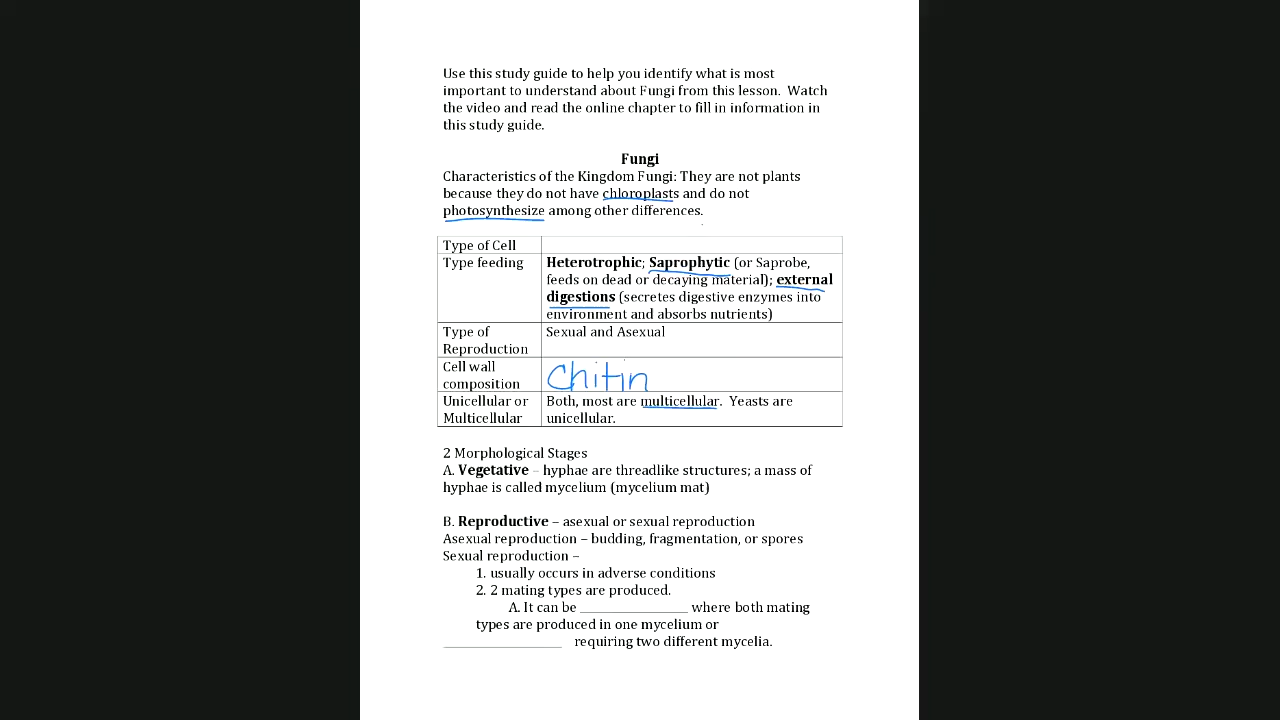 Use this study guide to help you identify what is most
important to understand about Fungi from this lesson.  Watch
the video and read the online chapter to fill in information in
this study guide.
Fungi
Characteristics of the Kingdom Fungi: They are not plants
because they do not have chloroplasts and do not
photosynthesize among other differences.
Type of Cell
Type feeding
Heterotrophic; Saprophytic (or Saprobe,
feeds on dead or decaying material); external
digestions (secretes digestive enzymes into
environment and absorbs nutrients)
Type of
Reproduction
Sexual and Asexual
Cell wall
composition
Chitin
Unicellular or
Multicellular
Both, most are multicellular.  Yeasts are
unicellular.
2 Morphological Stages
A. Vegetative – hyphae are threadlike structures; a mass of
hyphae is called mycelium (mycelium mat)
B. Reproductive – asexual or sexual reproduction
Asexual reproduction – budding, fragmentation, or spores
Sexual reproduction –
1. usually occurs in adverse conditions
2. 2 mating types are produced.
A. It can be ________________ where both mating
types are produced in one mycelium or
__________________ requiring two different mycelia.